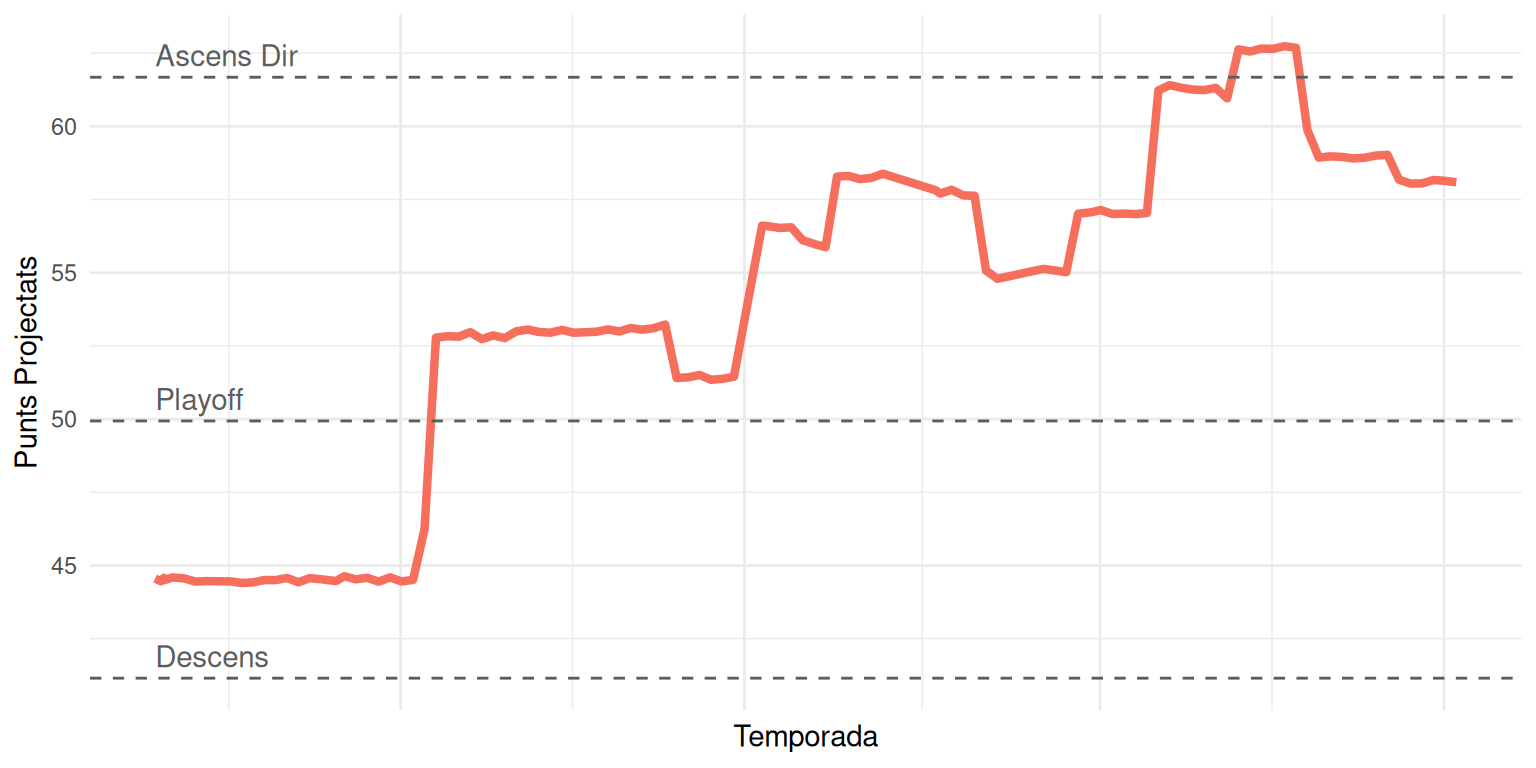 Ascens Dir
60
55
Playoff
50
45
Descens
Punts Projectats
Temporada